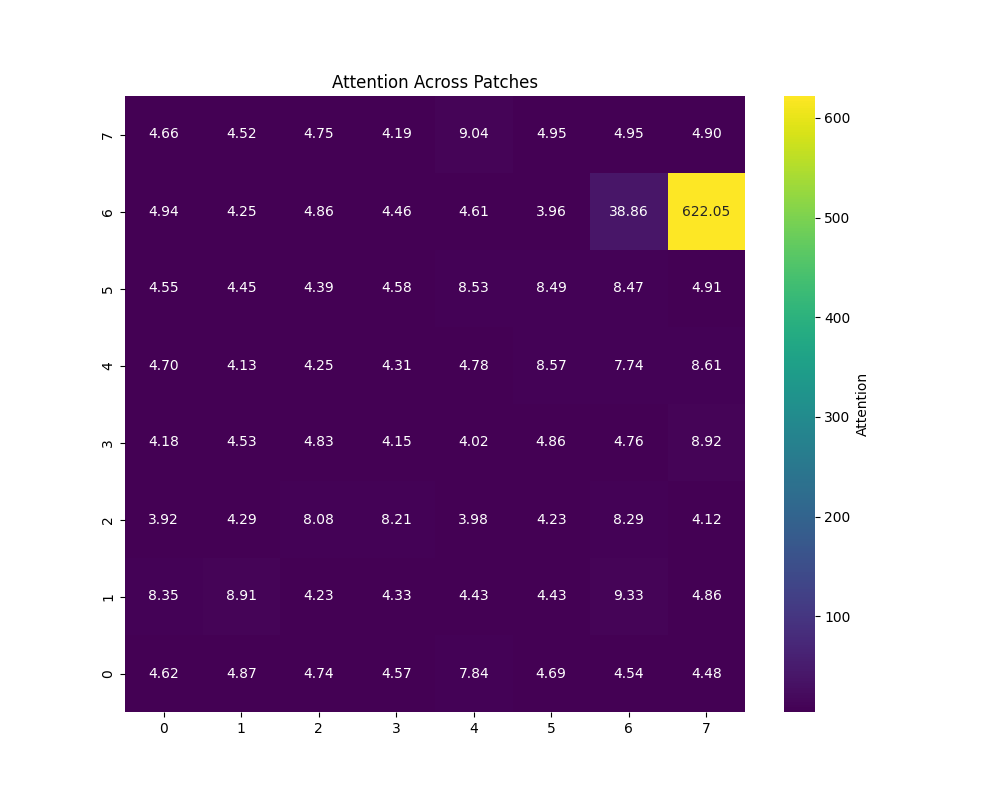 Attention Across Patches
7 4.66 4.52 4.75 4.19 9.04 4.95 4.95 4.90
6 4.94 4.25 4.86 4.46 4.61 3.96 38.86 622.05
5 4.55 4.45 4.39 4.58 8.53 8.49 8.47 4.91
4 4.70 4.13 4.25 4.31 4.78 8.57 7.74 8.61
3 4.18 4.53 4.83 4.15 4.02 4.86 4.76 8.92
2 3.92 4.29 8.08 8.21 3.98 4.23 8.29 4.12
1 8.35 8.91 4.23 4.33 4.43 4.43 9.33 4.86
0 4.62 4.87 4.74 4.57 7.84 4.69 4.54 4.48
0 1 2 3 4 5 6 7
600
500
400
300
200
100
Attention